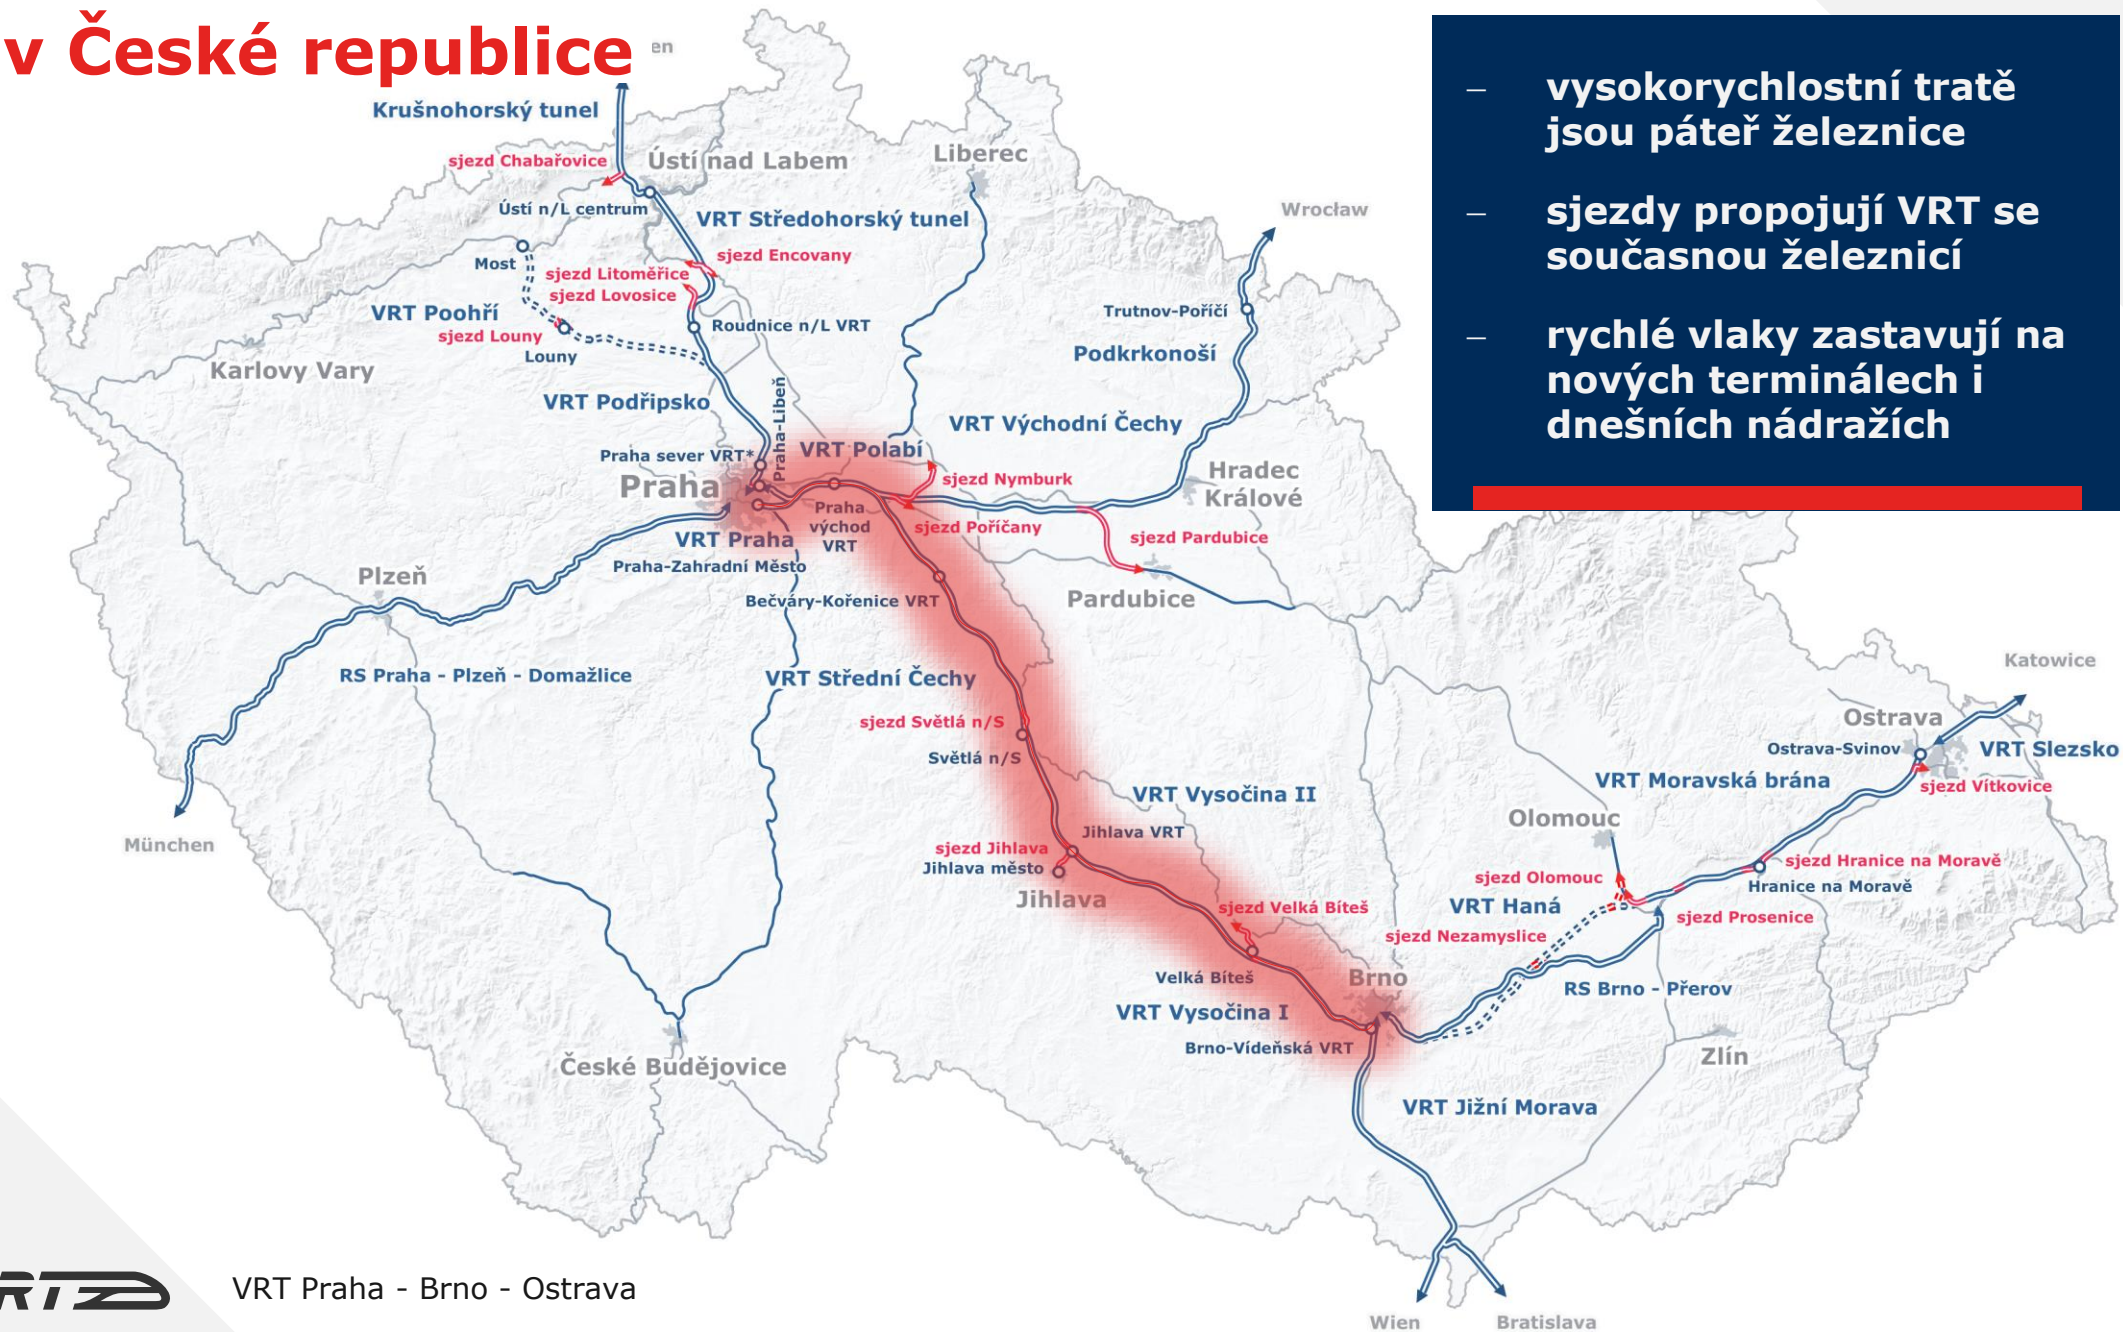 v České republice
en
Krušnohorský tunel
sjezd Chabařovice
Ústí nad Labem
Liberec
Ústí n/L centrum
VRT Středohorský tunel
Wrocław
Most
sjezd Encovany
sjezd Litoměřice
sjezd Lovosice
VRT Poohří
sjezd Louny
Louny
Roudnice n/L VRT
Trutnov-Poříčí
Podkrkonoší
Karlovy Vary
VRT Podřipsko
Praha-Libeň
VRT Východní Čechy
Praha sever VRT*
VRT Polabí
Praha
sjezd Nymburk
Hradec
Králové
Praha
východ
VRT
sjezd Poříčany
sjezd Pardubice
VRT Praha
Praha-Zahradní Město
Plzeň
Bečváry-Kořenice VRT
Pardubice
RS Praha - Plzeň - Domažlice
VRT Střední Čechy
Katowice
sjezd Světlá n/S
Světlá n/S
Ostrava
Ostrava-Svinov
VRT Slezsko
VRT Moravská brána
sjezd Vítkovice
VRT Vysočina II
München
Jihlava VRT
Olomouc
sjezd Jihlava
Jihlava město
Jihlava
sjezd Hranice na Moravě
Hranice na Moravě
sjezd Olomouc
VRT Haná
sjezd Velká Bíteš
sjezd Prosenice
sjezd Nezamyslice
Velká Bíteš
Brno
RS Brno - Přerov
VRT Vysočina I
Brno-Vídeňská VRT
Zlín
České Budějovice
VRT Jižní Morava
Wien
Bratislava
– vysokorychlostní tratě
jsou páteř železnice
– sjezdy propojují VRT se
současnou železnicí
– rychlé vlaky zastavují na
nových terminálech i
dnešních nádražích
RT
VRT Praha - Brno - Ostrava